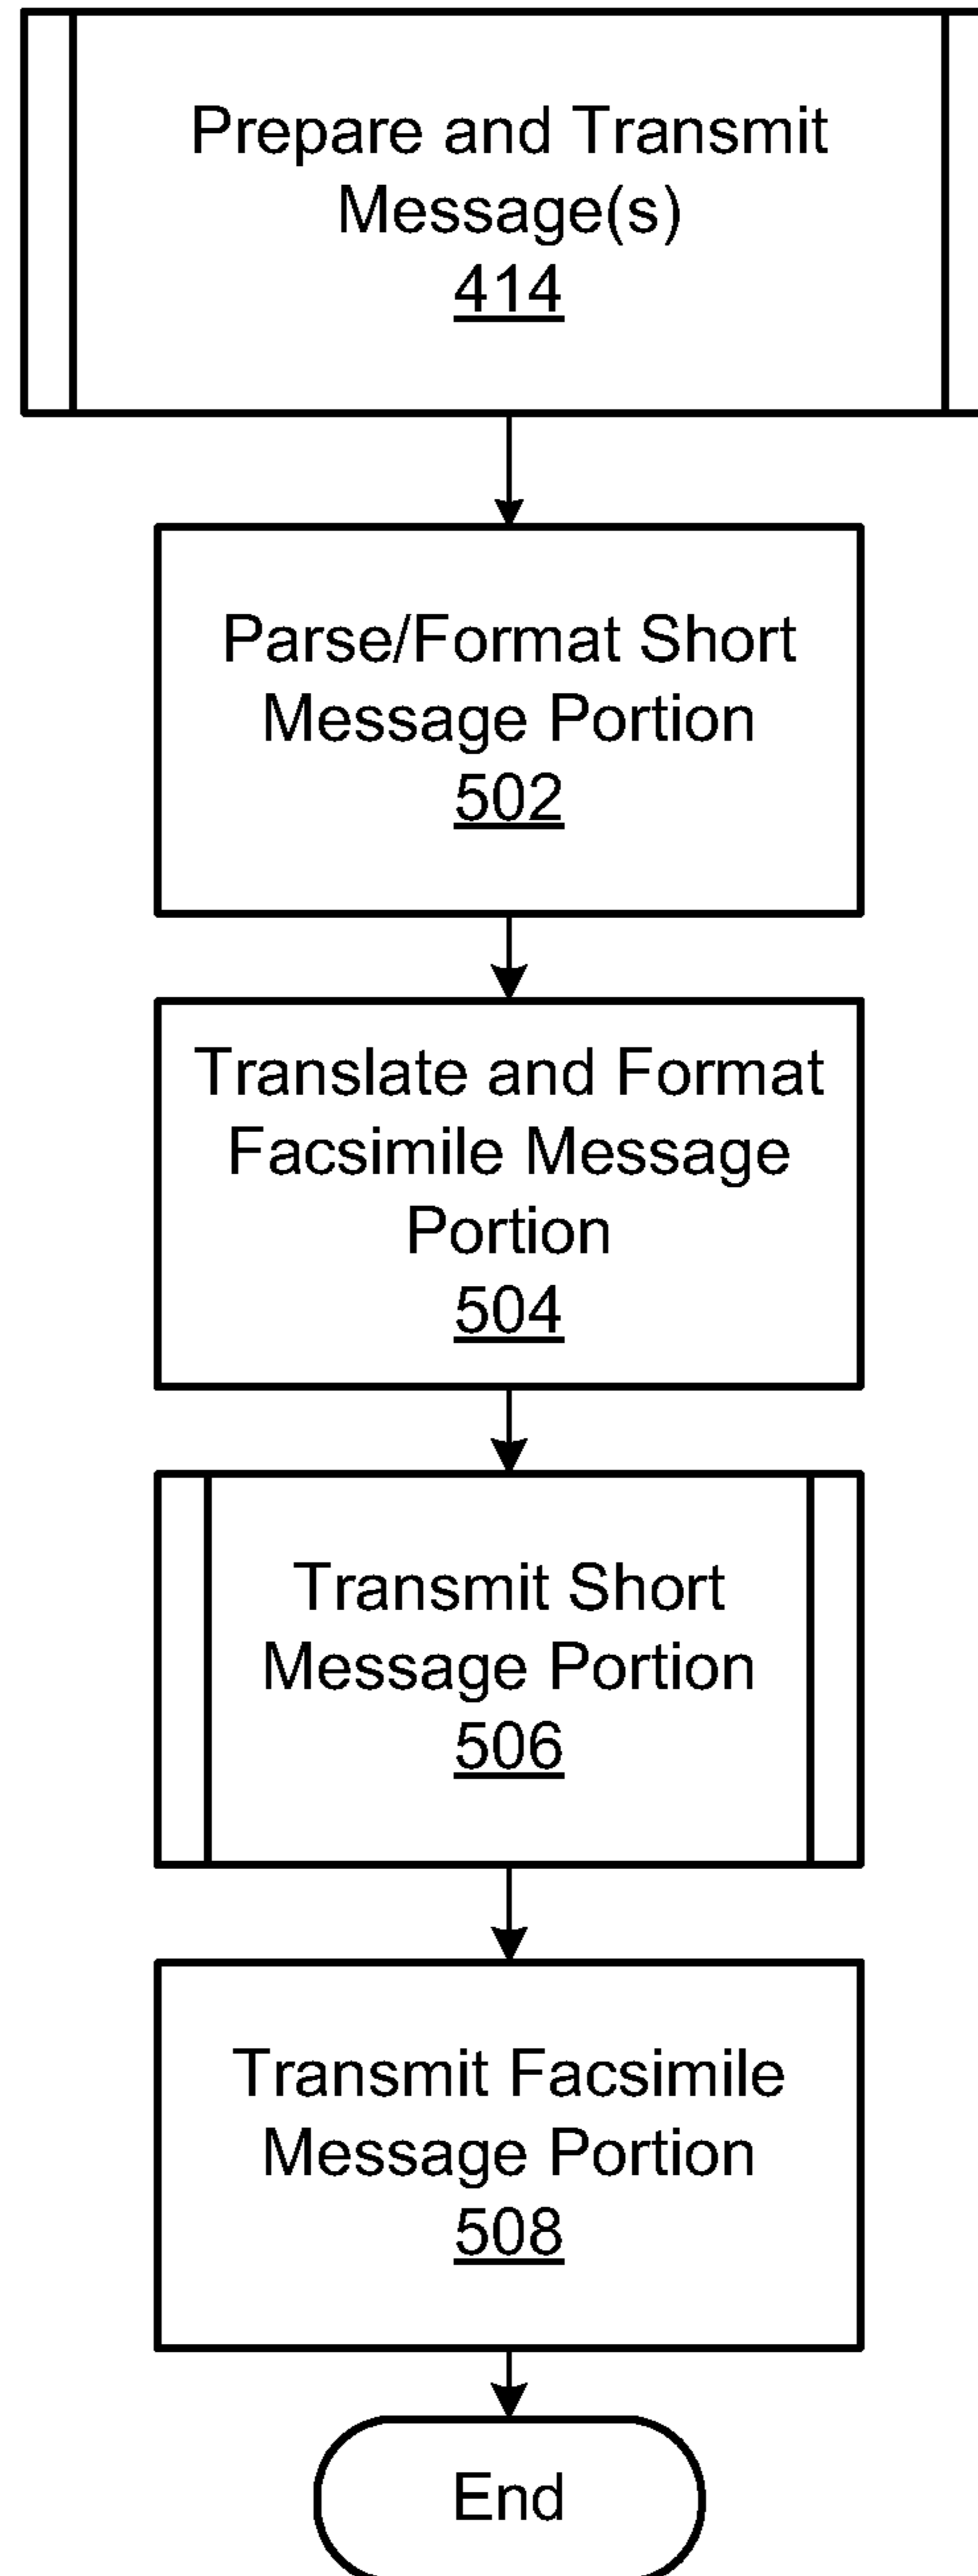 Prepare and Transmit
Message(s)
414
Parse/Format Short
Message Portion
502
Translate and Format
Facsimile Message
Portion
504
Transmit Short
Message Portion
506
Transmit Facsimile
Message Portion
508
End